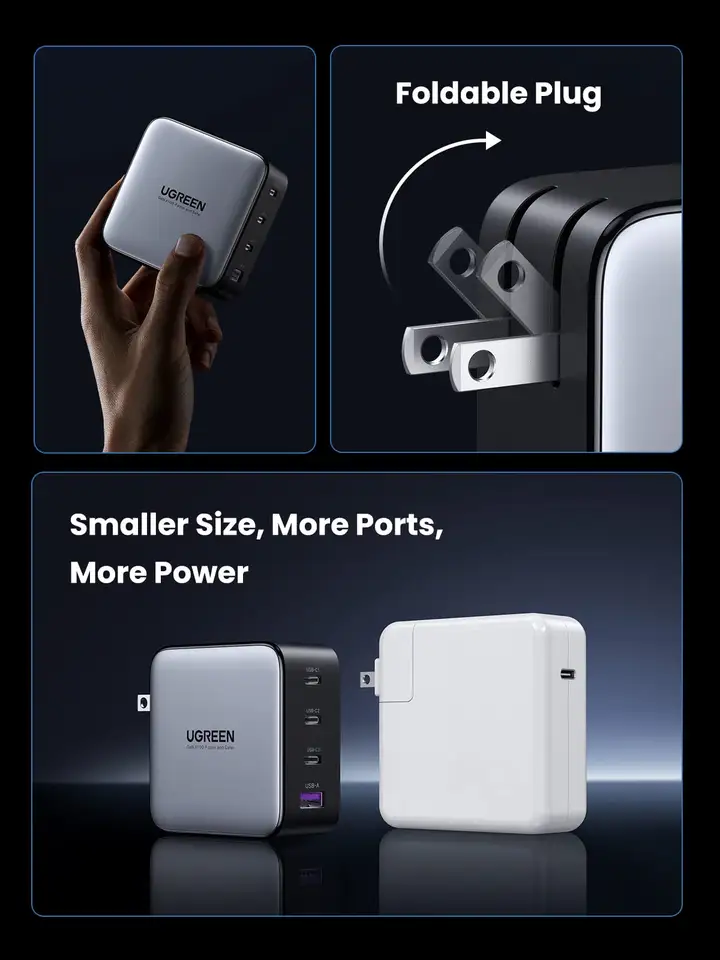 UGREEN
Foldable Plug
Smaller Size, More Ports,
More Power
UGREEN
USB-C1
USB-C2
USB-C3
USB-A